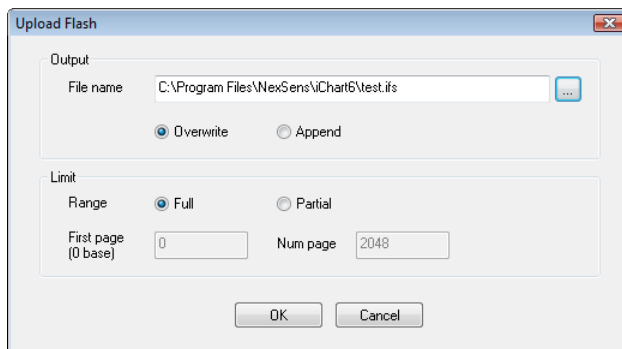 Upload Flash
Output
File name C:\Program Files\NexSens\iChart6\test.ifs ...
Overwrite Append
Limit
Range Full Partial
First page
(0 base) 0 Num page 2048
OK Cancel